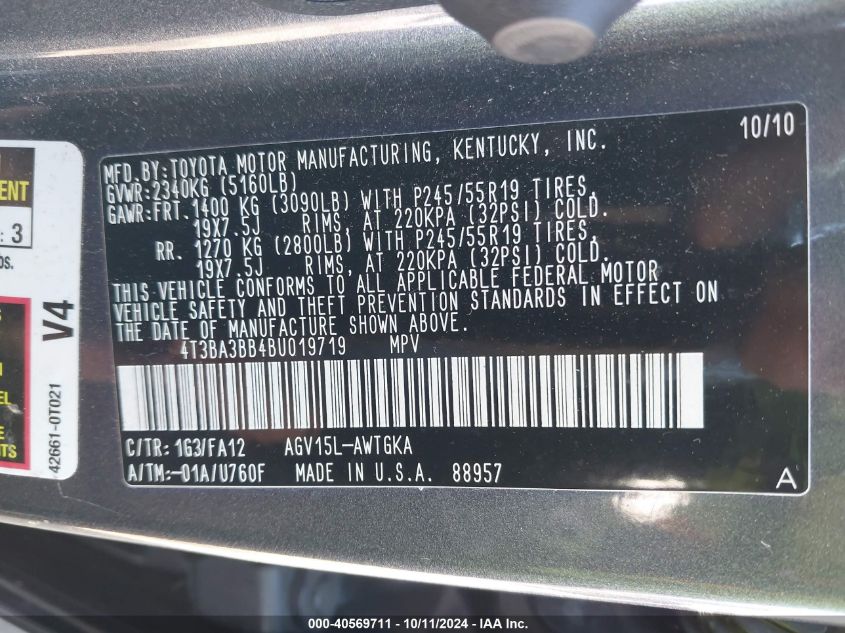 10/10
MFD. BY: TOYOTA MOTOR MANUFACTURING, KENTUCKY, INC.
GVWR: 2340KG (5160LB)
GAWR: FRT. 1400 KG (3090LB) WITH P245/55R19 TIRES,
19X7.5J RIMS, AT 220KPA (32PSI) COLD.
RR. 1270 KG (2800LB) WITH P245/55R19 TIRES,
19X7.5J RIMS, AT 220KPA (32PSI) COLD.
THIS VEHICLE CONFORMS TO ALL APPLICABLE FEDERAL MOTOR
VEHICLE SAFETY AND THEFT PREVENTION STANDARDS IN EFFECT ON
THE DATE OF MANUFACTURE SHOWN ABOVE.
4T3BA3BB4BU019719 MPV
C/TR: 1G3/FA12 AGV15L-AWTGKA
A/TM:-01A/U760F MADE IN U.S.A. 88957
A
: 3
V4
42661-0T021
000-40569711 / 10/11/2024 - IAA Inc.